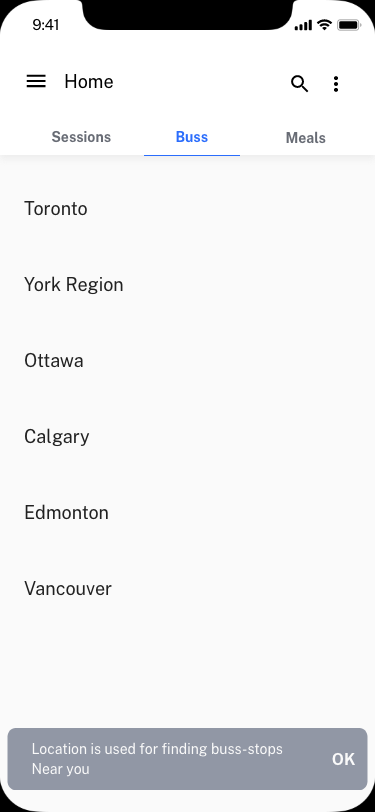 9:41
Home
Sessions Buss Meals
Toronto
York Region
Ottawa
Calgary
Edmonton
Vancouver
Location is used for finding buss-stops
Near you
OK